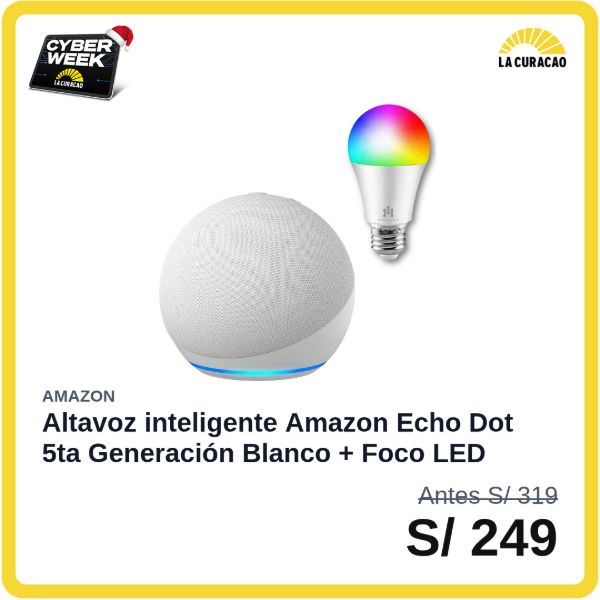 CYBER
WEEK
LA CURACAO
LA CURACAO
AMAZON
Altavoz inteligente Amazon Echo Dot
5ta Generación Blanco + Foco LED
Antes S/ 319
S/ 249